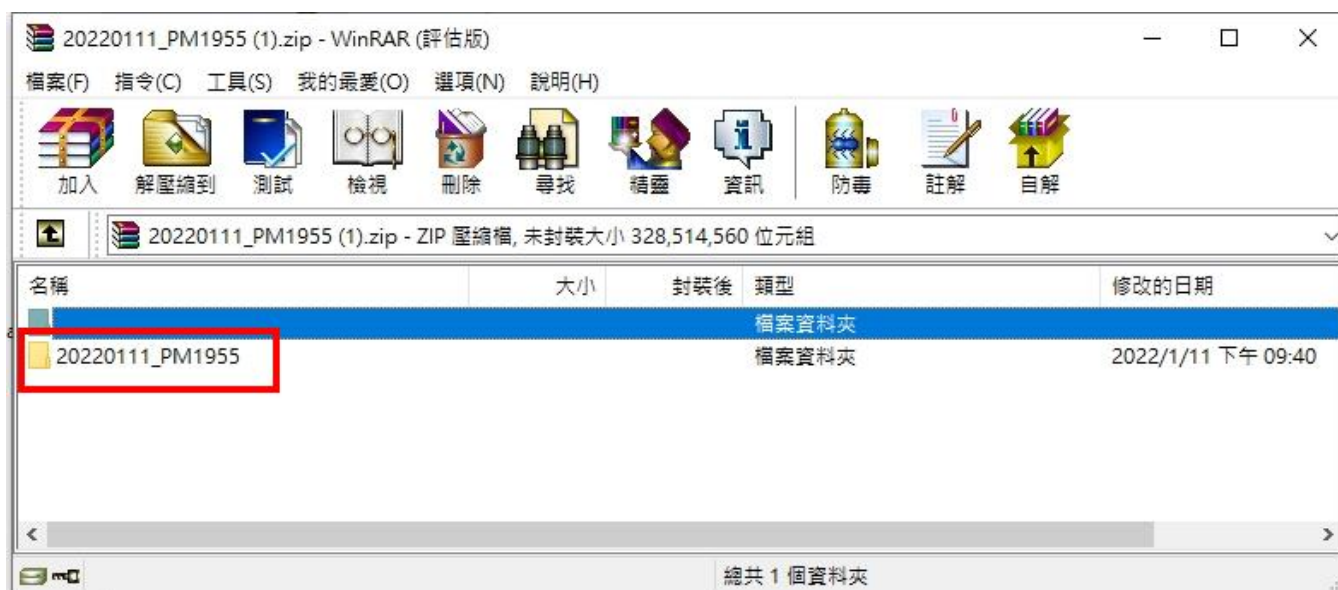 20220111_PM1955 (1).zip - WinRAR (評估版)
檔案(F) 指令(C) 工具(S) 我的最愛(O) 選項(N) 說明(H)
加入 解壓縮到 測試 檢視 刪除 尋找 精靈 資訊 防毒 註解 自解
20220111_PM1955 (1).zip - ZIP 壓縮檔, 未封裝大小 328,514,560 位元組
名稱 大小 封裝後 類型 修改的日期
檔案資料夾
20220111_PM1955 檔案資料夾 2022/1/11 下午 09:40
總共 1 個資料夾